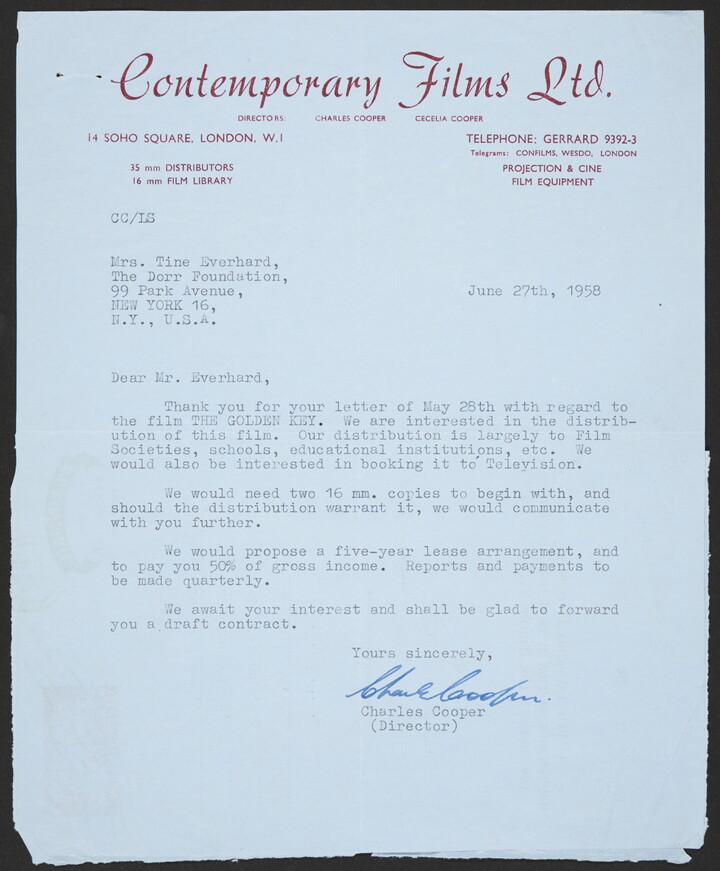 Contemporary Films Ltd.
DIRECTORS: CHARLES COOPER CECELIA COOPER
14 SOHO SQUARE, LONDON, W.1
TELEPHONE: GERRARD 9392-3
Telegrams: CONFILMS, WESDO, LONDON
35 mm DISTRIBUTORS
16 mm FILM LIBRARY
PROJECTION & CINE
FILM EQUIPMENT
CC/LS
Mrs. Tine Everhard,
The Dorr Foundation,
99 Park Avenue,
NEW YORK 16,
N.Y., U.S.A.
June 27th, 1958
Dear Mr. Everhard,
Thank you for your letter of May 28th with regard to
the film THE GOLDEN KEY. We are interested in the distrib-
ution of this film. Our distribution is largely to Film
Societies, schools, educational institutions, etc. We
would also be interested in booking it to Television.
We would need two 16 mm. copies to begin with, and
should the distribution warrant it, we would communicate
with you further.
We would propose a five-year lease arrangement, and
to pay you 50% of gross income. Reports and payments to
be made quarterly.
We await your interest and shall be glad to forward
you a draft contract.
Yours sincerely,
Charles Cooper.
Charles Cooper
(Director)